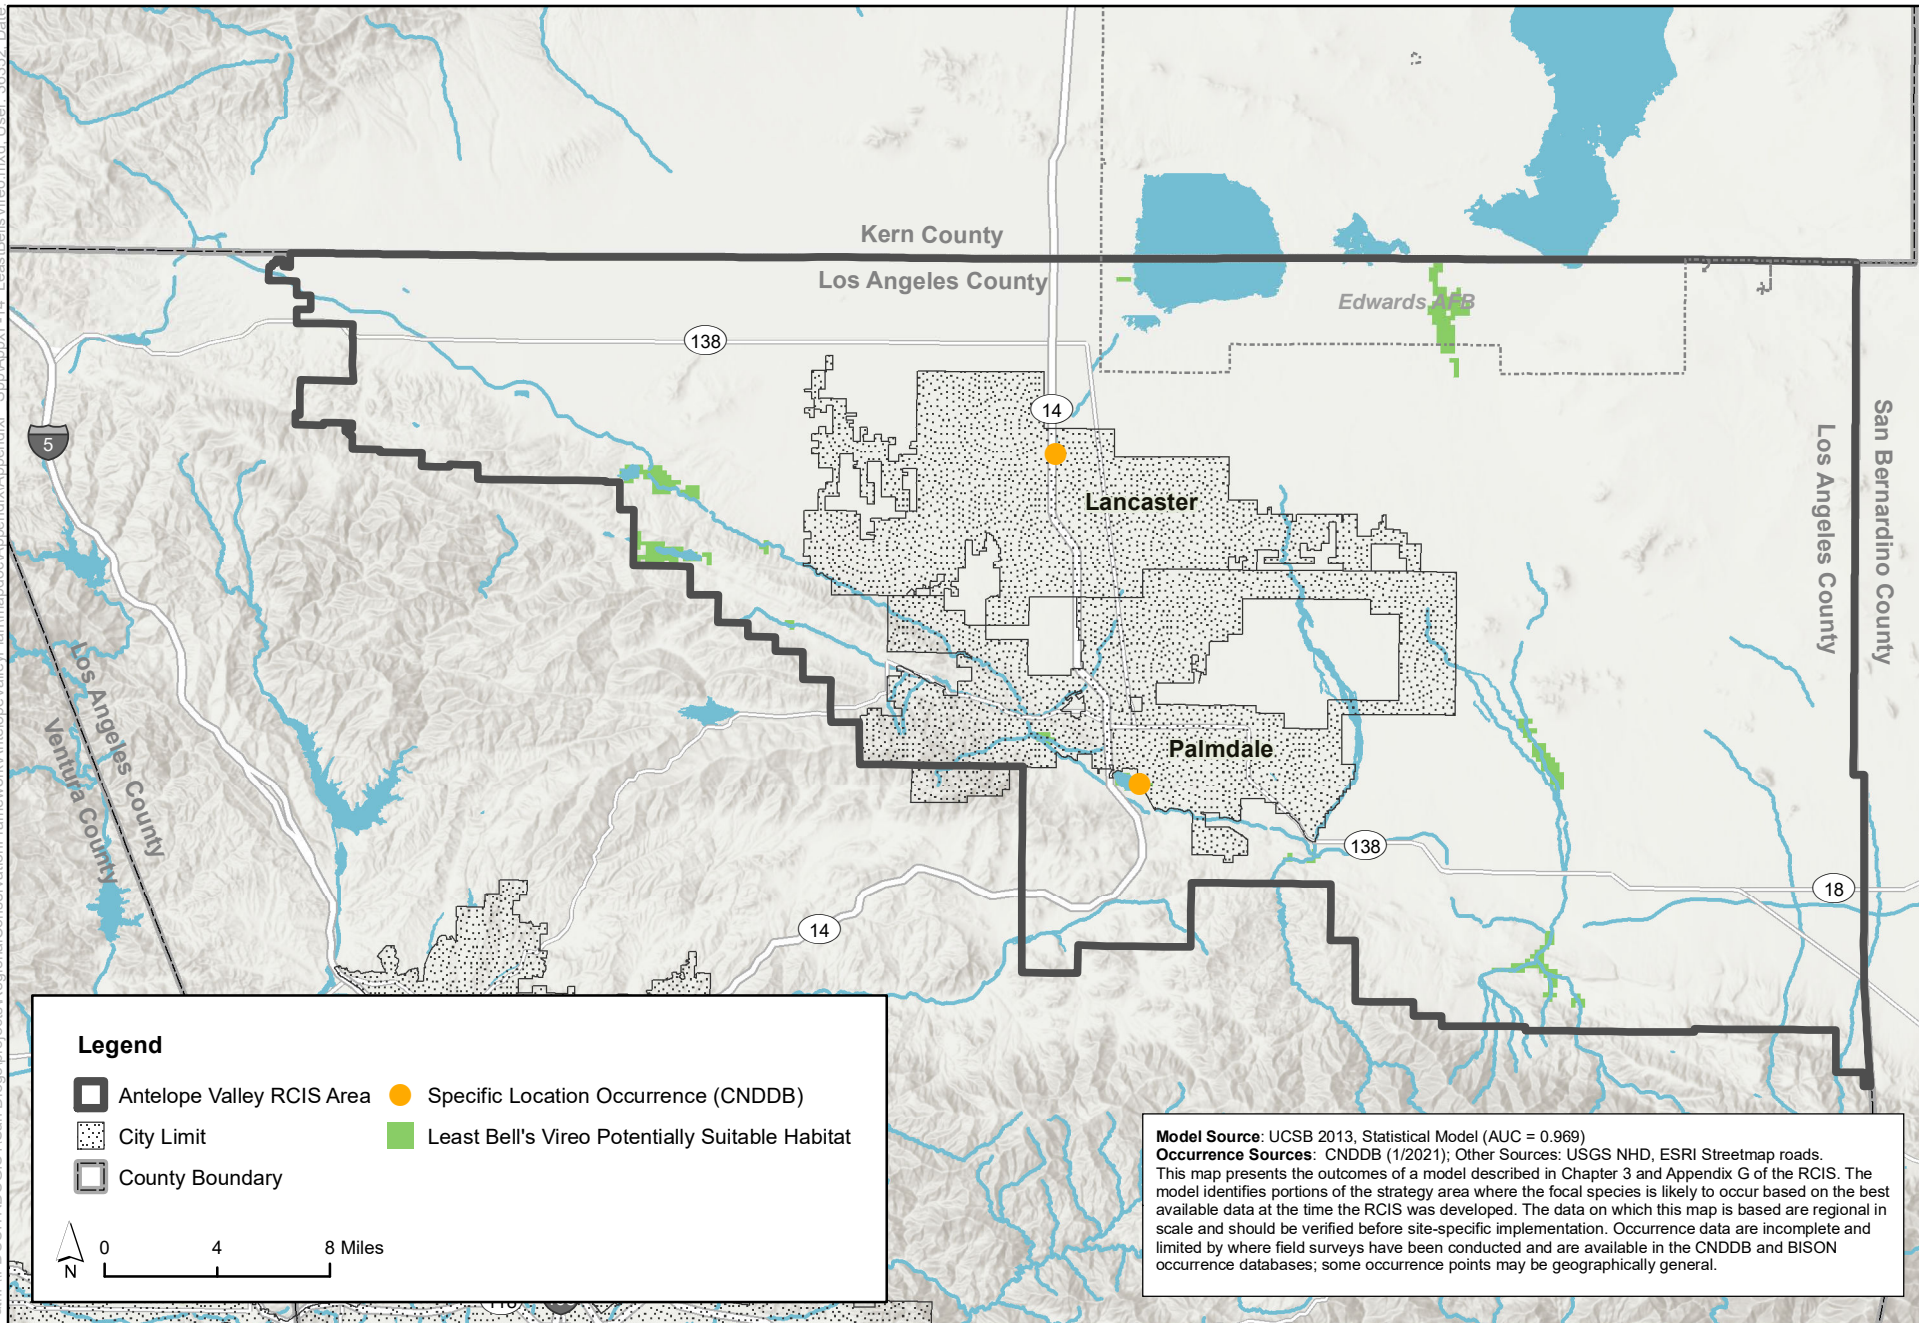 Kern County
Los Angeles County
Edwards AFB
138
14
5
Lancaster
San Bernardino County
Los Angeles County
Los Angeles County
Ventura County
Palmdale
138
18
14
Legend
Antelope Valley RCIS Area
Specific Location Occurrence (CNDDB)
City Limit
Least Bell's Vireo Potentially Suitable Habitat
County Boundary
N
0 4 8 Miles
Model Source: UCSB 2013, Statistical Model (AUC = 0.969)
Occurrence Sources: CNDDB (1/2021); Other Sources: USGS NHD, ESRI Streetmap roads.
This map presents the outcomes of a model described in Chapter 3 and Appendix G of the RCIS. The
model identifies portions of the strategy area where the focal species is likely to occur based on the best
available data at the time the RCIS was developed. The data on which this map is based are regional in
scale and should be verified before site-specific implementation. Occurrence data are incomplete and
limited by where field surveys have been conducted and are available in the CNDDB and BISON
occurrence databases; some occurrence points may be geographically general.